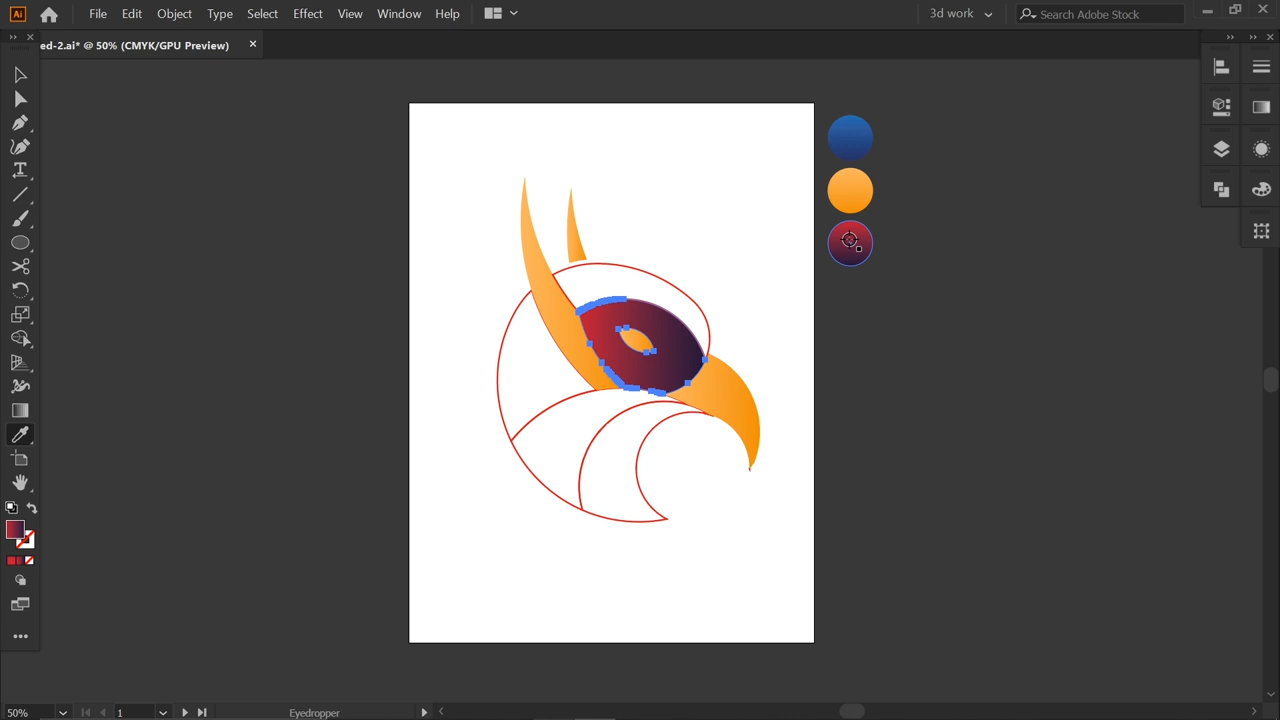 Ai File Edit Object Type Select Effect View Window Help 3d work Search Adobe Stock
ed-2.ai* @ 50% (CMYK/GPU Preview) ×
T
50% 1 Eyedropper